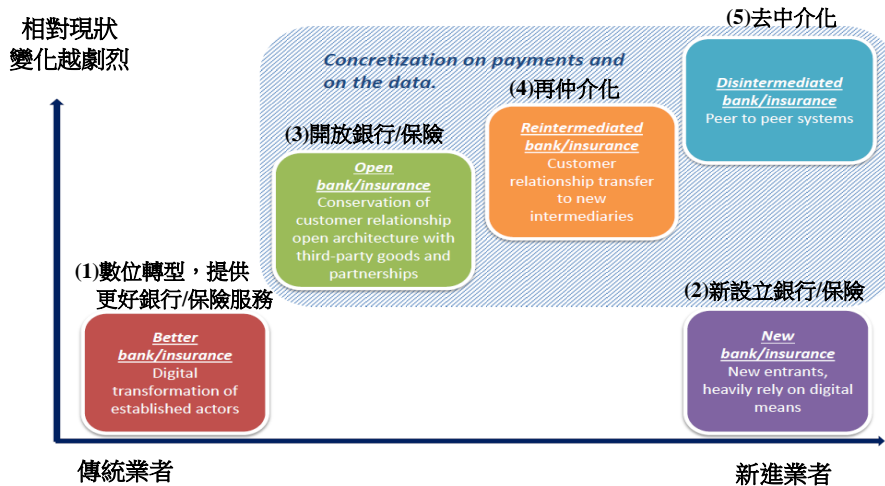 相對現狀
變化越劇烈
(5)去中介化
Concretization on payments and
on the data.
(4)再仲介化
Disintermediated
bank/insurance
Peer to peer systems
(3)開放銀行/保險
Reintermediated
bank/insurance
Customer
relationship transfer
to new
intermediaries
Open
bank/insurance
Conservation of
customer relationship
open architecture with
third-party goods and
partnerships
(1)數位轉型，提供
更好銀行/保險服務
(2)新設立銀行/保險
Better
bank/insurance
Digital
transformation of
established actors
New
bank/insurance
New entrants,
heavily rely on digital
means
傳統業者
新進業者